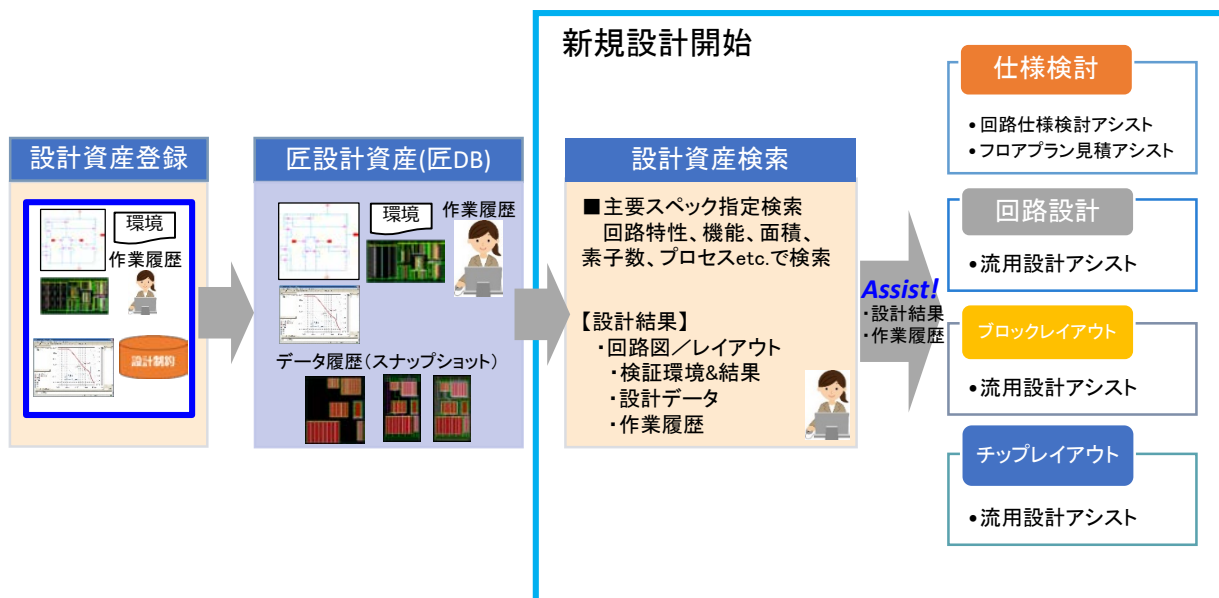 新規設計開始
設計資産登録
環境
作業履歴
設計制約
匠設計資産(匠DB)
環境
作業履歴
データ履歴(スナップショット)
設計資産検索
■主要スペック指定検索
回路特性、機能、面積、
素子数、プロセスetc.で検索
【設計結果】
・回路図／レイアウト
・検証環境&結果
・設計データ
・作業履歴
Assist!
・設計結果
・作業履歴
仕様検討
•回路仕様検討アシスト
•フロアプラン見積アシスト
回路設計
•流用設計アシスト
ブロックレイアウト
•流用設計アシスト
チップレイアウト
•流用設計アシスト